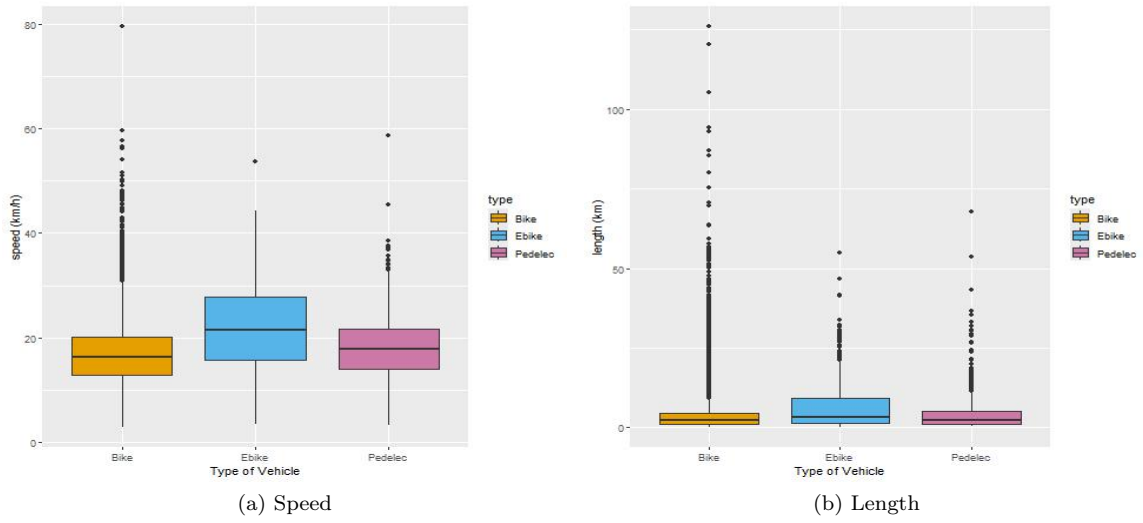 80
60
40
20
0
speed (km/h)
Bike
Ebike
Pedelec
Type of Vehicle
type
Bike
Ebike
Pedelec
(a) Speed
100
50
0
length (km)
Bike
Ebike
Pedelec
Type of Vehicle
type
Bike
Ebike
Pedelec
(b) Length